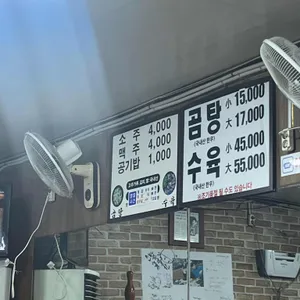 소 주 4,000
맥 주 4,000
공기밥 1,000
곰탕 小 15,000
大 17,000
(국내산 한우)
수육 小 45,000
大 55,000
(국내산 한우)